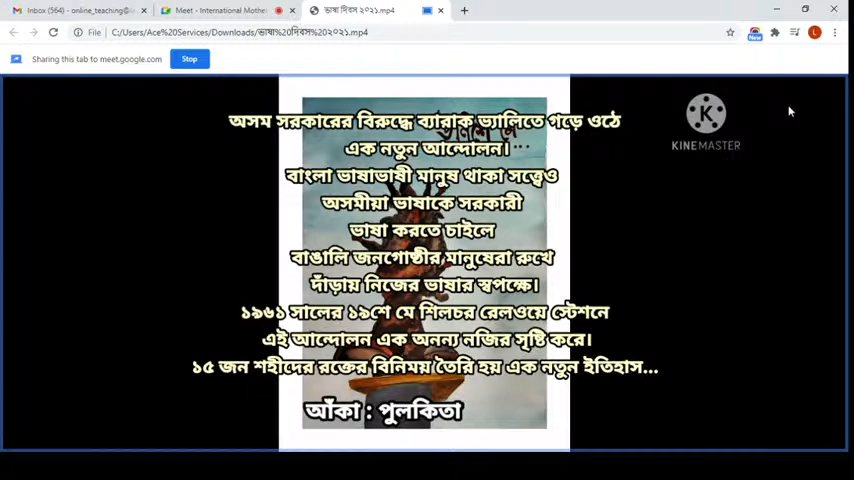 Inbox (564) - online_teaching@l
Meet - International Mothe
ভাষা দিবস ২০২১.mp4
File
C:/Users/Ace%20Services/Downloads/ভাষা%20দিবস%20২০২১.mp4
New
L
Sharing this tab to meet.google.com
Stop
K
KINEMASTER
অসম সরকারের বিরুদ্ধে ব্যারাক ভ্যালিতে গড়ে ওঠে
এক নতুন আন্দোলন।
বাংলা ভাষাভাষী মানুষ থাকা সত্ত্বেও
অসমীয়া ভাষাকে সরকারী
ভাষা করতে চাইলে
বাঙালি জনগোষ্ঠীর মানুষেরা রুখে
দাঁড়ায় নিজের ভাষার স্বপক্ষে।
১৯৬১ সালের ১৯শে মে শিলচর রেলওয়ে স্টেশনে
এই আন্দোলন এক অনন্য নজির সৃষ্টি করে।
১৫ জন শহীদের রক্তের বিনিময় তৈরি হয় এক নতুন ইতিহাস...
আঁকা : পুলকিতা